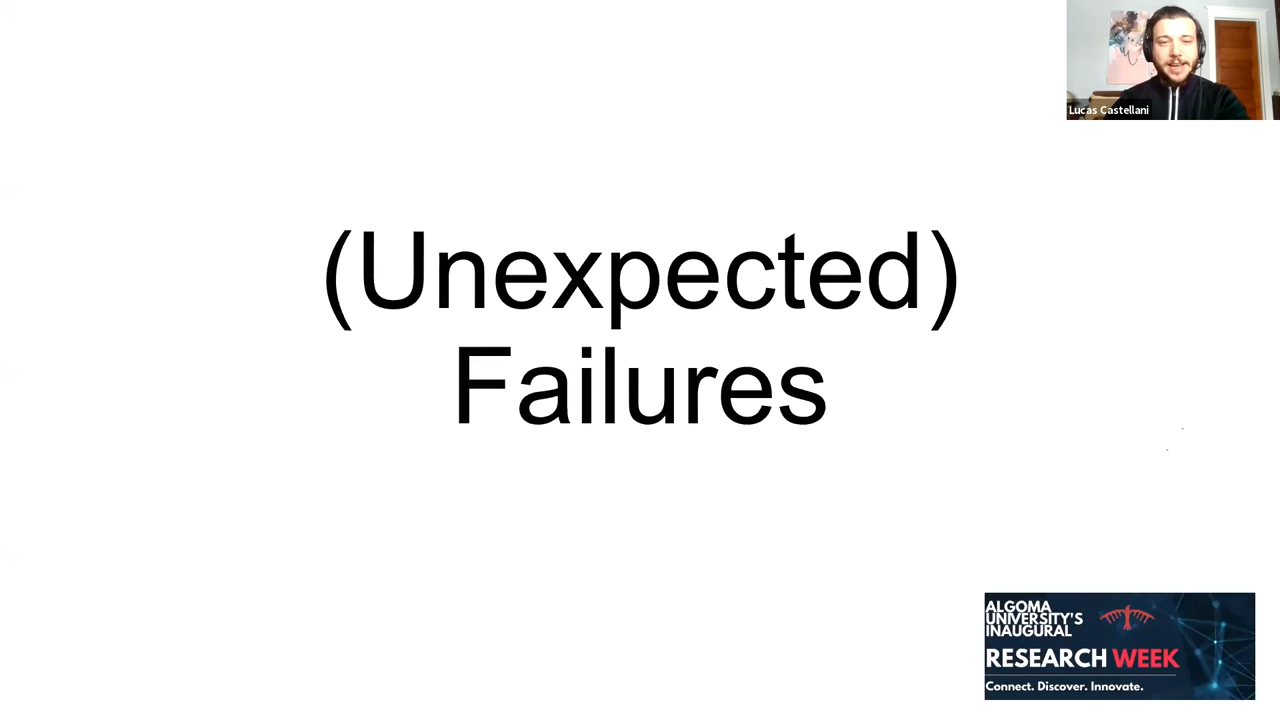 Lucas Castellani
(Unexpected)
Failures
ALGOMA
UNIVERSITY'S
INAUGURAL
RESEARCH WEEK
Connect. Discover. Innovate.